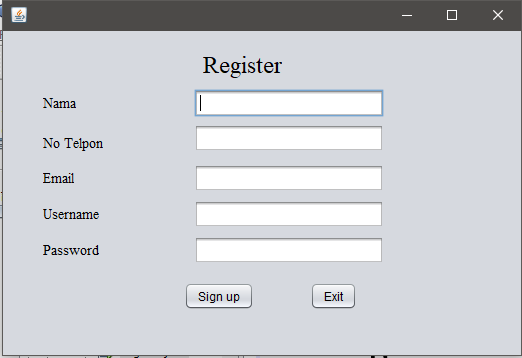 Register
Nama
No Telpon
Email
Username
Password
Sign up Exit